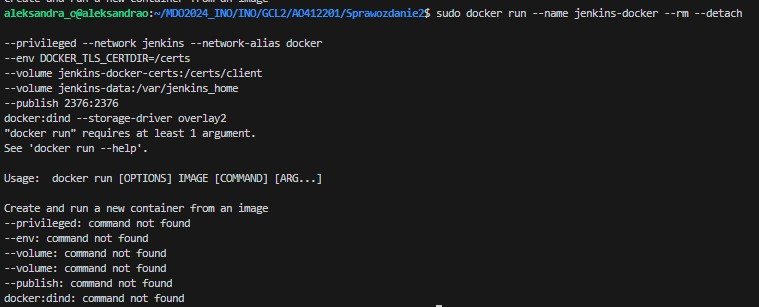 Create and run a new container from an image
aleksandra_o@aleksandrao:~/MDO2024_INO/INO/GCL2/AO412201/Sprawozdanie2$ sudo docker run --name jenkins-docker --rm --detach
--privileged --network jenkins --network-alias docker
--env DOCKER_TLS_CERTDIR=/certs
--volume jenkins-docker-certs:/certs/client
--volume jenkins-data:/var/jenkins_home
--publish 2376:2376
docker:dind --storage-driver overlay2
"docker run" requires at least 1 argument.
See 'docker run --help'.
Usage:  docker run [OPTIONS] IMAGE [COMMAND] [ARG...]
Create and run a new container from an image
--privileged: command not found
--env: command not found
--volume: command not found
--volume: command not found
--publish: command not found
docker:dind: command not found